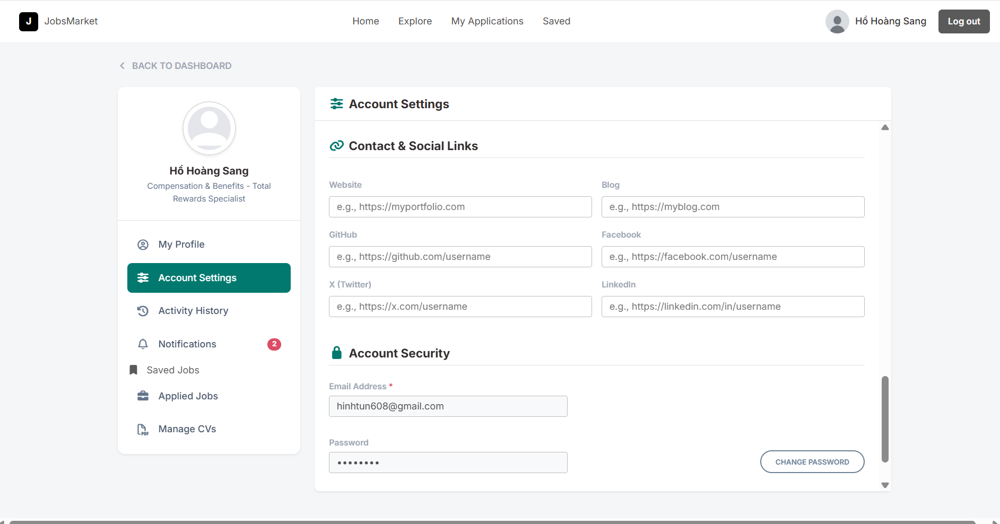 J JobsMarket
Home Explore My Applications Saved
Hồ Hoàng Sang
Log out
BACK TO DASHBOARD
Hồ Hoàng Sang
Compensation & Benefits - Total
Rewards Specialist
My Profile
Account Settings
Activity History
Notifications 2
Saved Jobs
Applied Jobs
Manage CVs
Account Settings
Contact & Social Links
Website
e.g., https://myportfolio.com
Blog
e.g., https://myblog.com
GitHub
e.g., https://github.com/username
Facebook
e.g., https://facebook.com/username
X (Twitter)
e.g., https://x.com/username
LinkedIn
e.g., https://linkedin.com/in/username
Account Security
Email Address *
hinhtun608@gmail.com
Password
••••••••
CHANGE PASSWORD